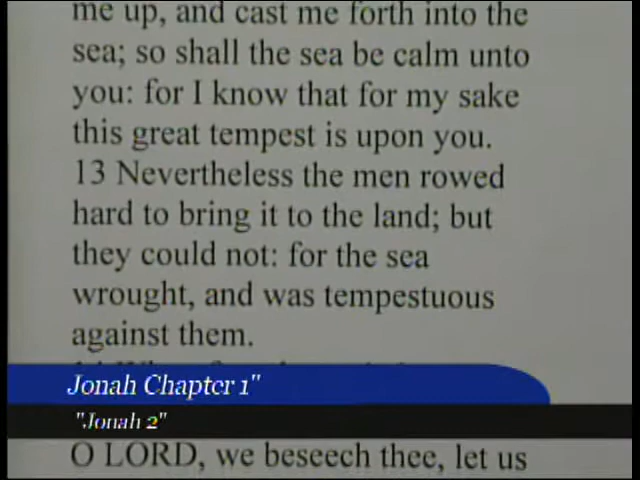 me up, and cast me forth into the
sea; so shall the sea be calm unto
you: for I know that for my sake
this great tempest is upon you.
13 Nevertheless the men rowed
hard to bring it to the land; but
they could not: for the sea
wrought, and was tempestuous
against them.
Jonah Chapter 1"
"Jonah 2"
O LORD, we beseech thee, let us